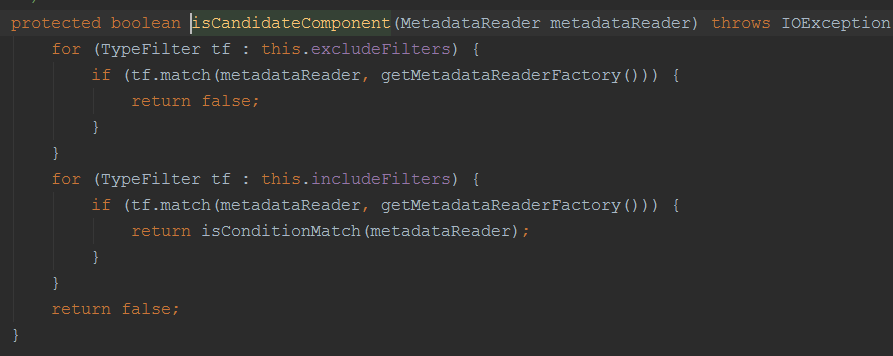 protected boolean isCandidateComponent(MetadataReader metadataReader) throws IOException
    for (TypeFilter tf : this.excludeFilters) {
        if (tf.match(metadataReader, getMetadataReaderFactory())) {
            return false;
        }
    }
    for (TypeFilter tf : this.includeFilters) {
        if (tf.match(metadataReader, getMetadataReaderFactory())) {
            return isConditionMatch(metadataReader);
        }
    }
    return false;
}